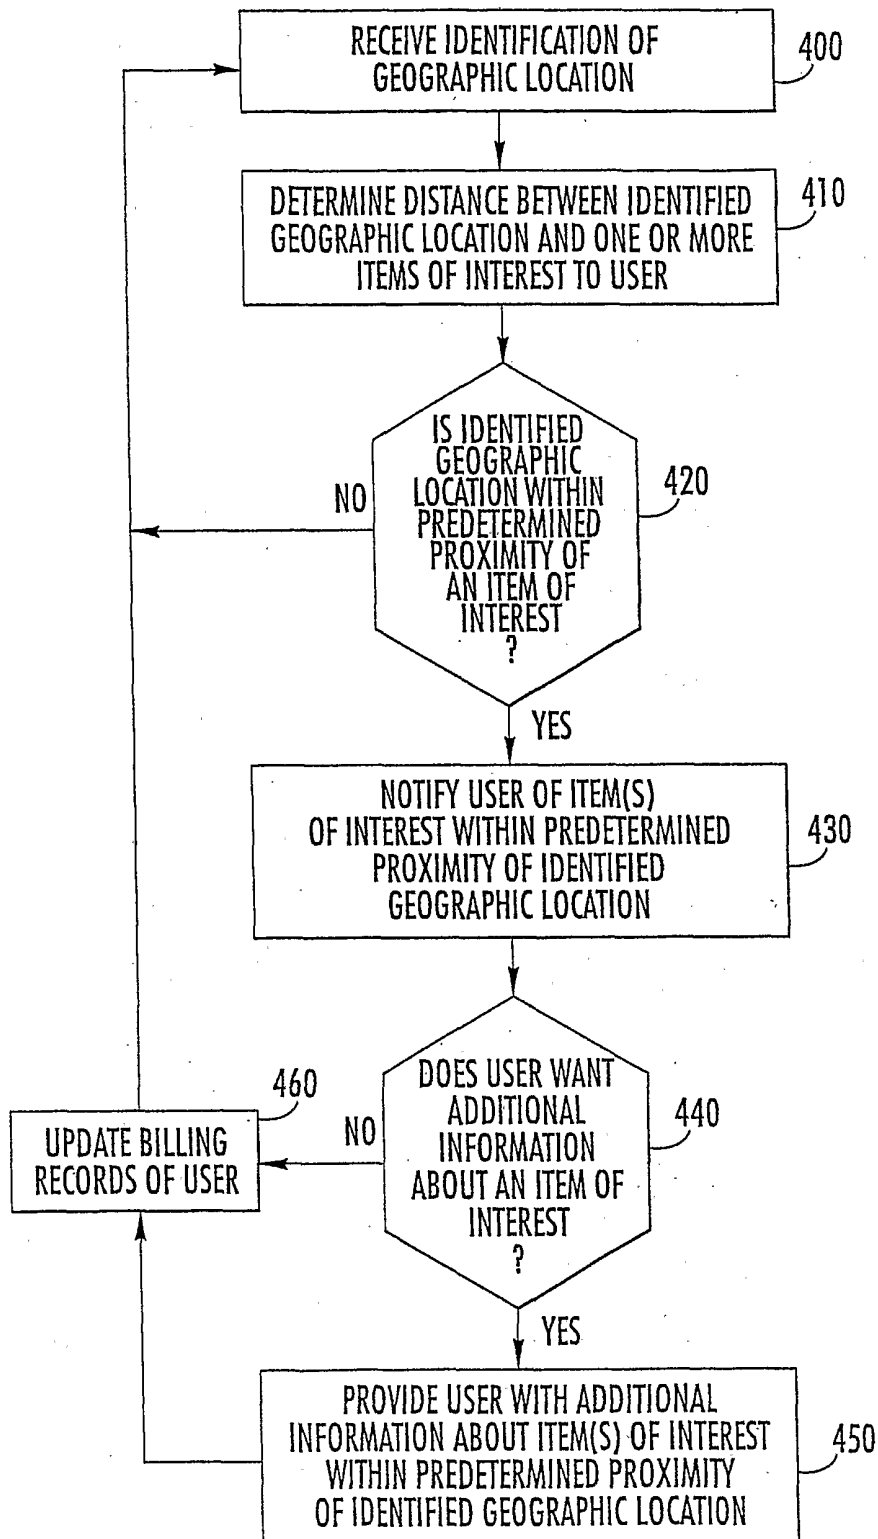 RECEIVE IDENTIFICATION OF
GEOGRAPHIC LOCATION
400
DETERMINE DISTANCE BETWEEN IDENTIFIED
GEOGRAPHIC LOCATION AND ONE OR MORE
ITEMS OF INTEREST TO USER
410
IS IDENTIFIED
GEOGRAPHIC
LOCATION WITHIN
PREDETERMINED
PROXIMITY OF
AN ITEM OF
INTEREST
?
420
NO
YES
NOTIFY USER OF ITEM(S)
OF INTEREST WITHIN PREDETERMINED
PROXIMITY OF IDENTIFIED
GEOGRAPHIC LOCATION
430
DOES USER WANT
ADDITIONAL
INFORMATION
ABOUT AN ITEM OF
INTEREST
?
440
NO
460
UPDATE BILLING
RECORDS OF USER
YES
PROVIDE USER WITH ADDITIONAL
INFORMATION ABOUT ITEM(S) OF INTEREST
WITHIN PREDETERMINED PROXIMITY
OF IDENTIFIED GEOGRAPHIC LOCATION
450